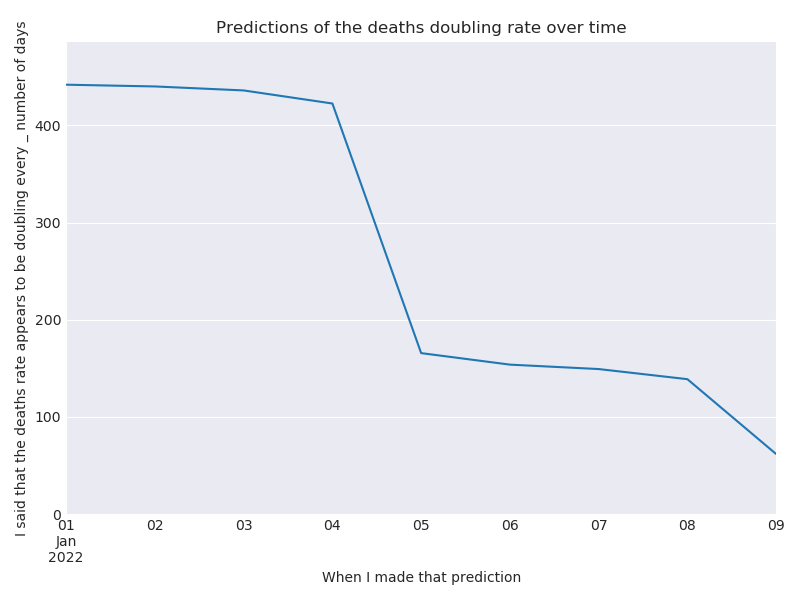 Predictions of the deaths doubling rate over time
I said that the deaths rate appears to be doubling every _ number of days
400
300
200
100
0
01 02 03 04 05 06 07 08 09
Jan
2022
When I made that prediction